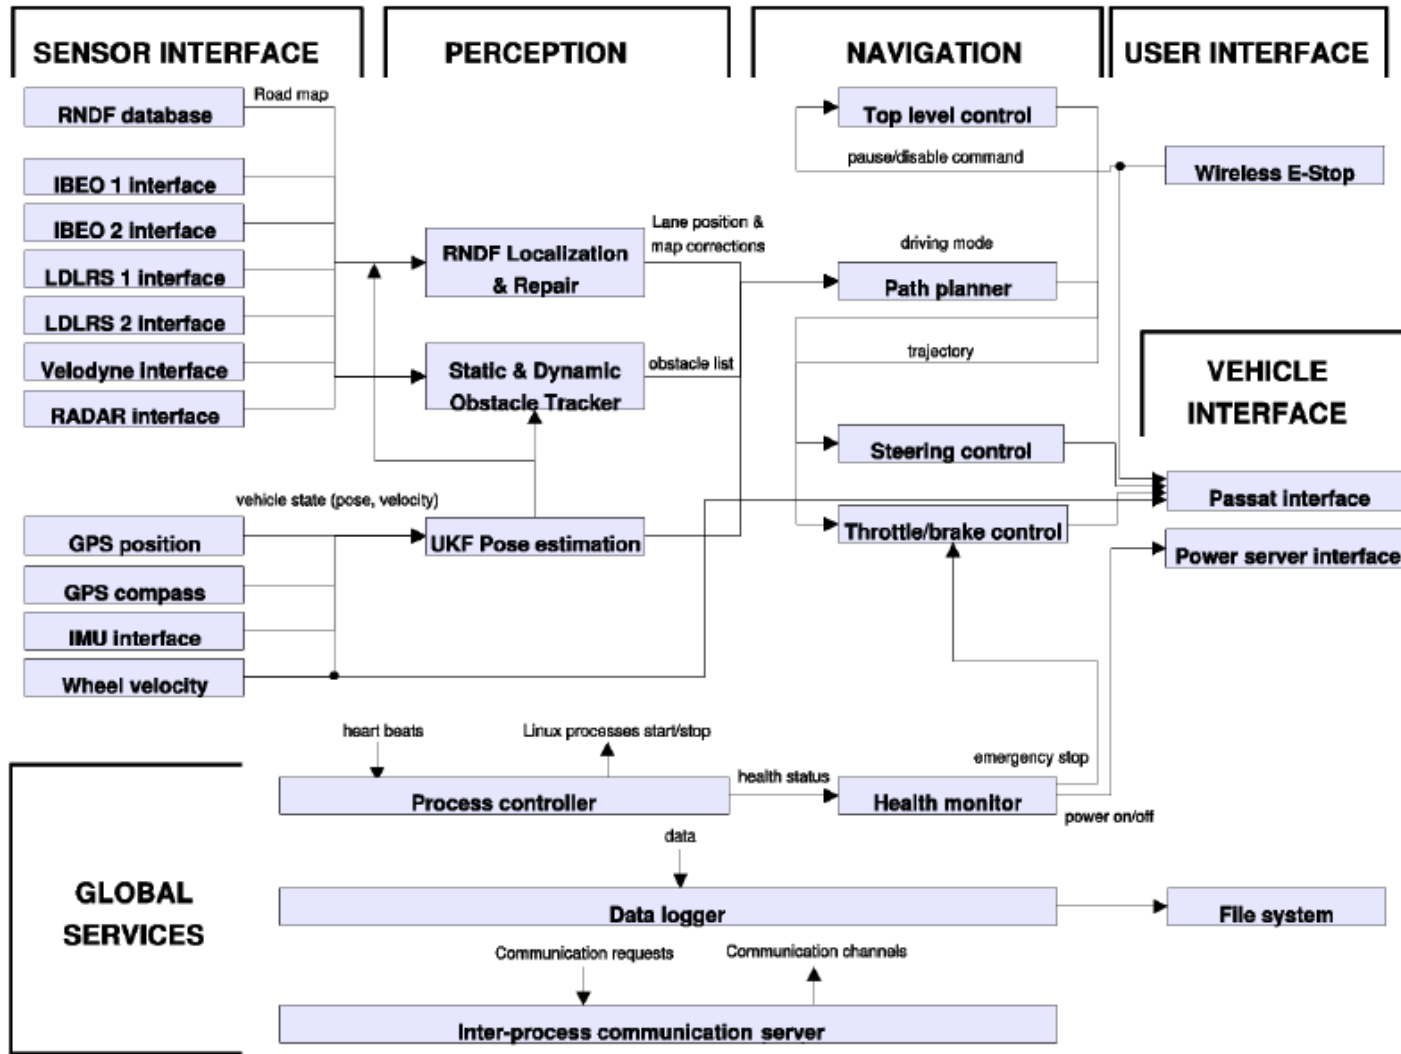 SENSOR INTERFACE
PERCEPTION
NAVIGATION
USER INTERFACE
RNDF database
Road map
IBEO 1 interface
IBEO 2 interface
LDLRS 1 interface
LDLRS 2 interface
Velodyne interface
RADAR interface
GPS position
GPS compass
IMU interface
Wheel velocity
vehicle state (pose, velocity)
RNDF Localization
& Repair
Static & Dynamic
Obstacle Tracker
UKF Pose estimation
Lane position &
map corrections
obstacle list
Top level control
pause/disable command
driving mode
Path planner
trajectory
Steering control
Throttle/brake control
Wireless E-Stop
VEHICLE
INTERFACE
Passat interface
Power server interface
GLOBAL
SERVICES
heart beats
Linux processes start/stop
Process controller
health status
emergency stop
Health monitor
power on/off
data
Data logger
File system
Communication requests
Communication channels
Inter-process communication server